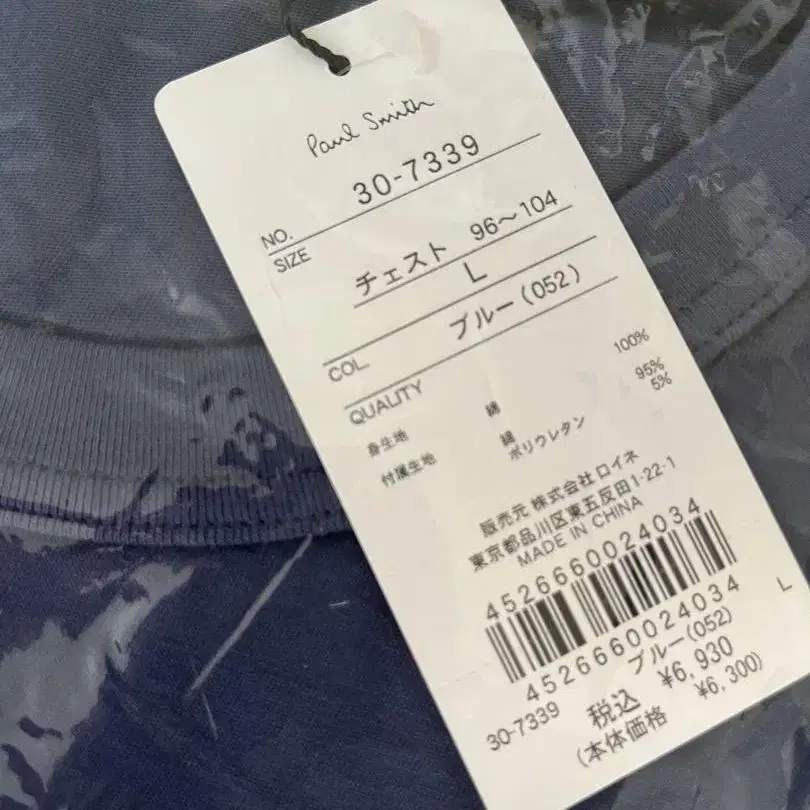 Paul Smith
NO. 30-7339
SIZE チェスト 96～104
L
COL. ブルー(052)
QUALITY
身生地 綿 100%
付属生地 綿 95%
ポリウレタン 5%
販売元 株式会社ロイネ
東京都品川区東五反田1-22-1
MADE IN CHINA
4526660024034
4526660024034
30-7339 ブルー(052) L
税込 ¥6,930
(本体価格 ¥6,300)